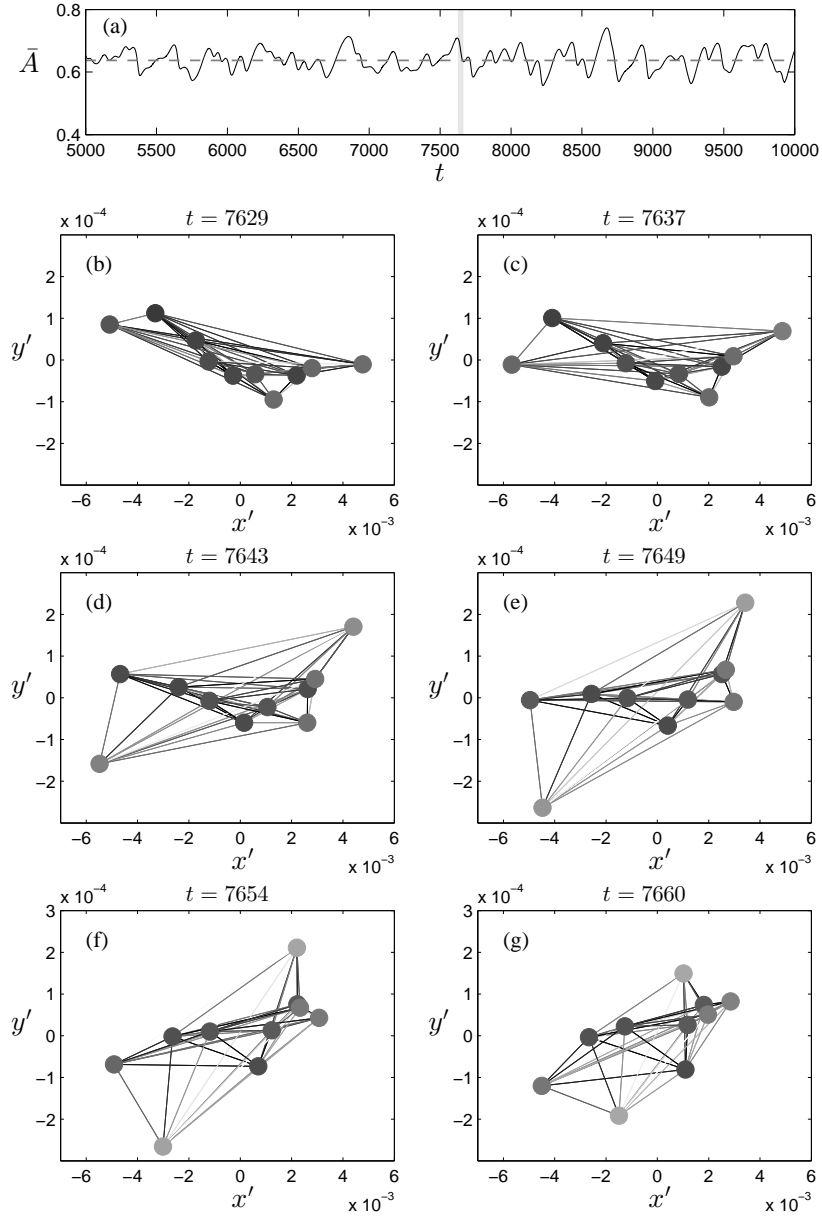 (a)
0.8
0.6
0.4
Ā
5000 5500 6000 6500 7000 7500 8000 8500 9000 9500 10000
t
x 10⁻⁴ t = 7629
(b)
2
1
0
−1
−2
y′
−6 −4 −2 0 2 4 6
x′ x 10⁻³
x 10⁻⁴ t = 7637
(c)
2
1
0
−1
−2
y′
−6 −4 −2 0 2 4 6
x′ x 10⁻³
x 10⁻⁴ t = 7643
(d)
2
1
0
−1
−2
y′
−6 −4 −2 0 2 4 6
x′ x 10⁻³
x 10⁻⁴ t = 7649
(e)
2
1
0
−1
−2
y′
−6 −4 −2 0 2 4 6
x′ x 10⁻³
x 10⁻⁴ t = 7654
(f)
3
2
1
0
−1
−2
y′
−6 −4 −2 0 2 4 6
x′ x 10⁻³
x 10⁻⁴ t = 7660
(g)
3
2
1
0
−1
−2
y′
−6 −4 −2 0 2 4 6
x′ x 10⁻³